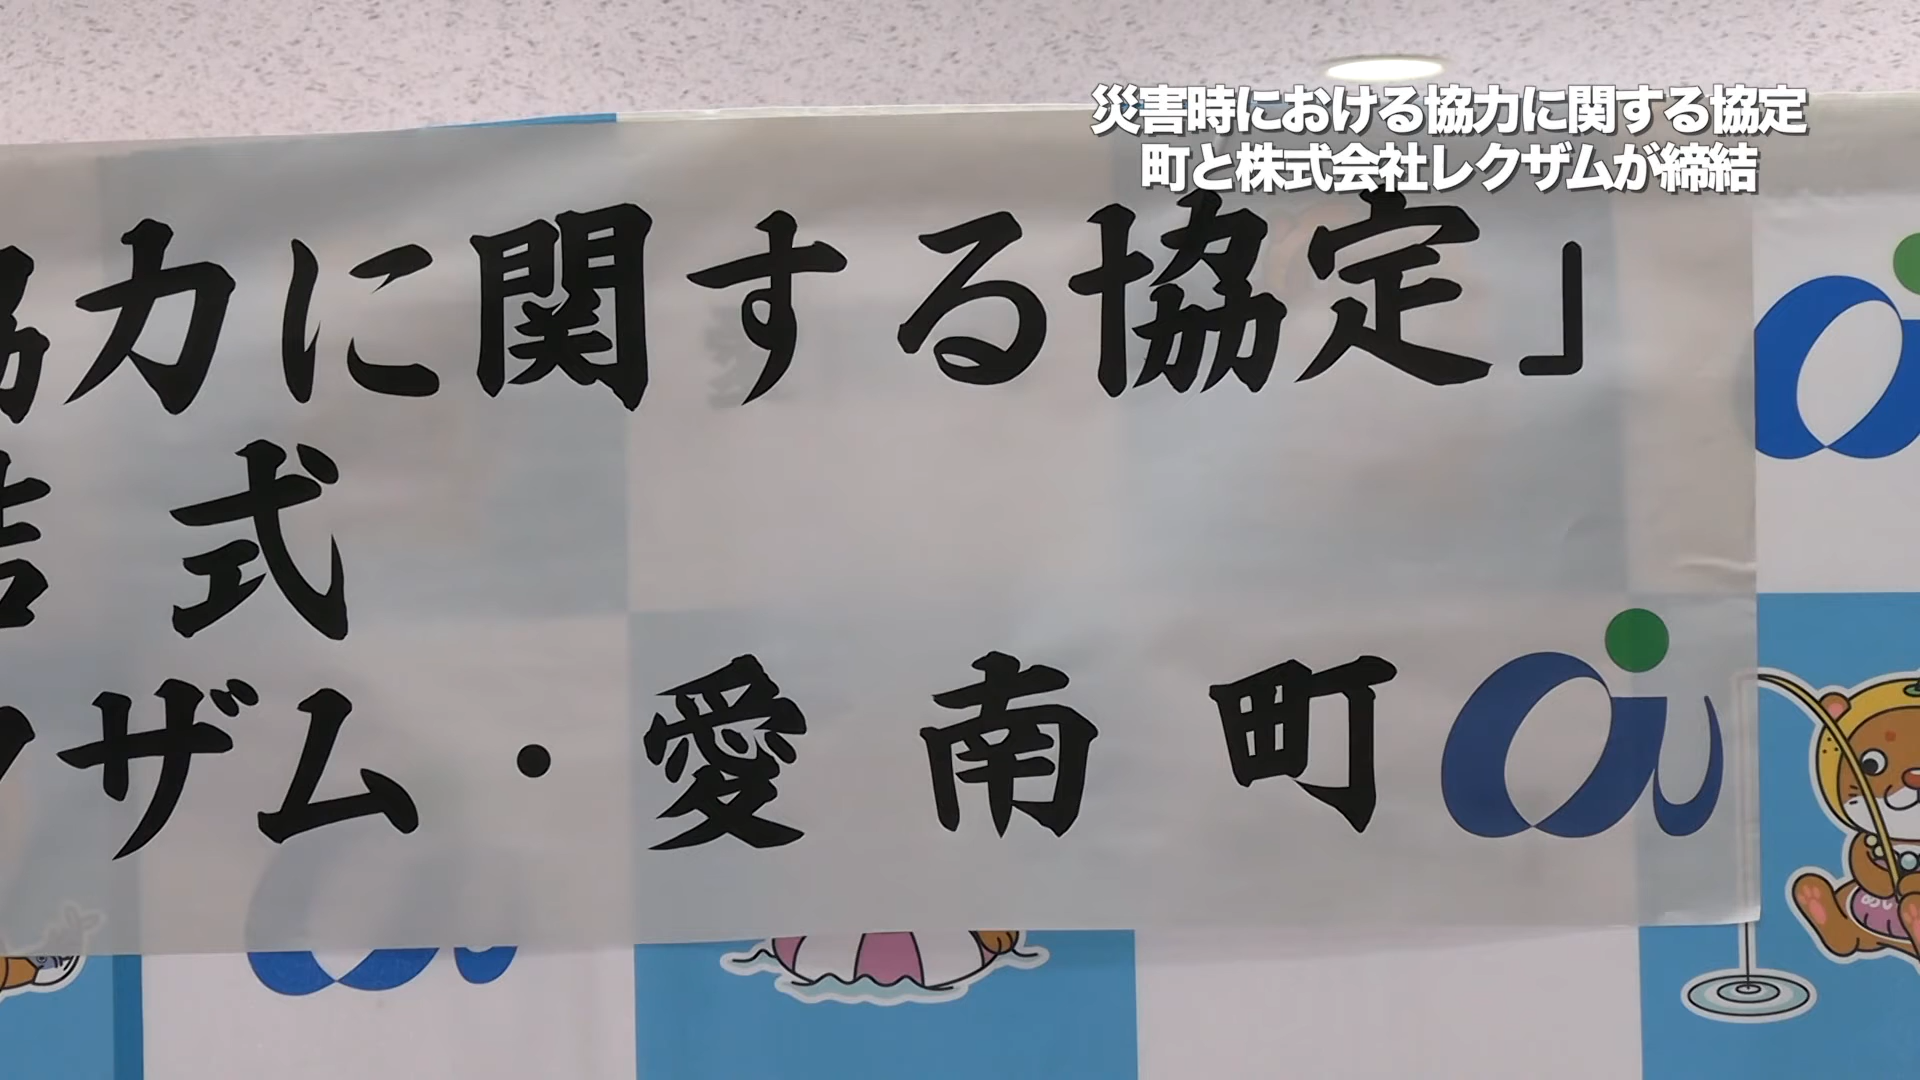 災害時における協力に関する協定
町と株式会社レクザムが締結
協力に関する協定」
結式
クザム・愛南町